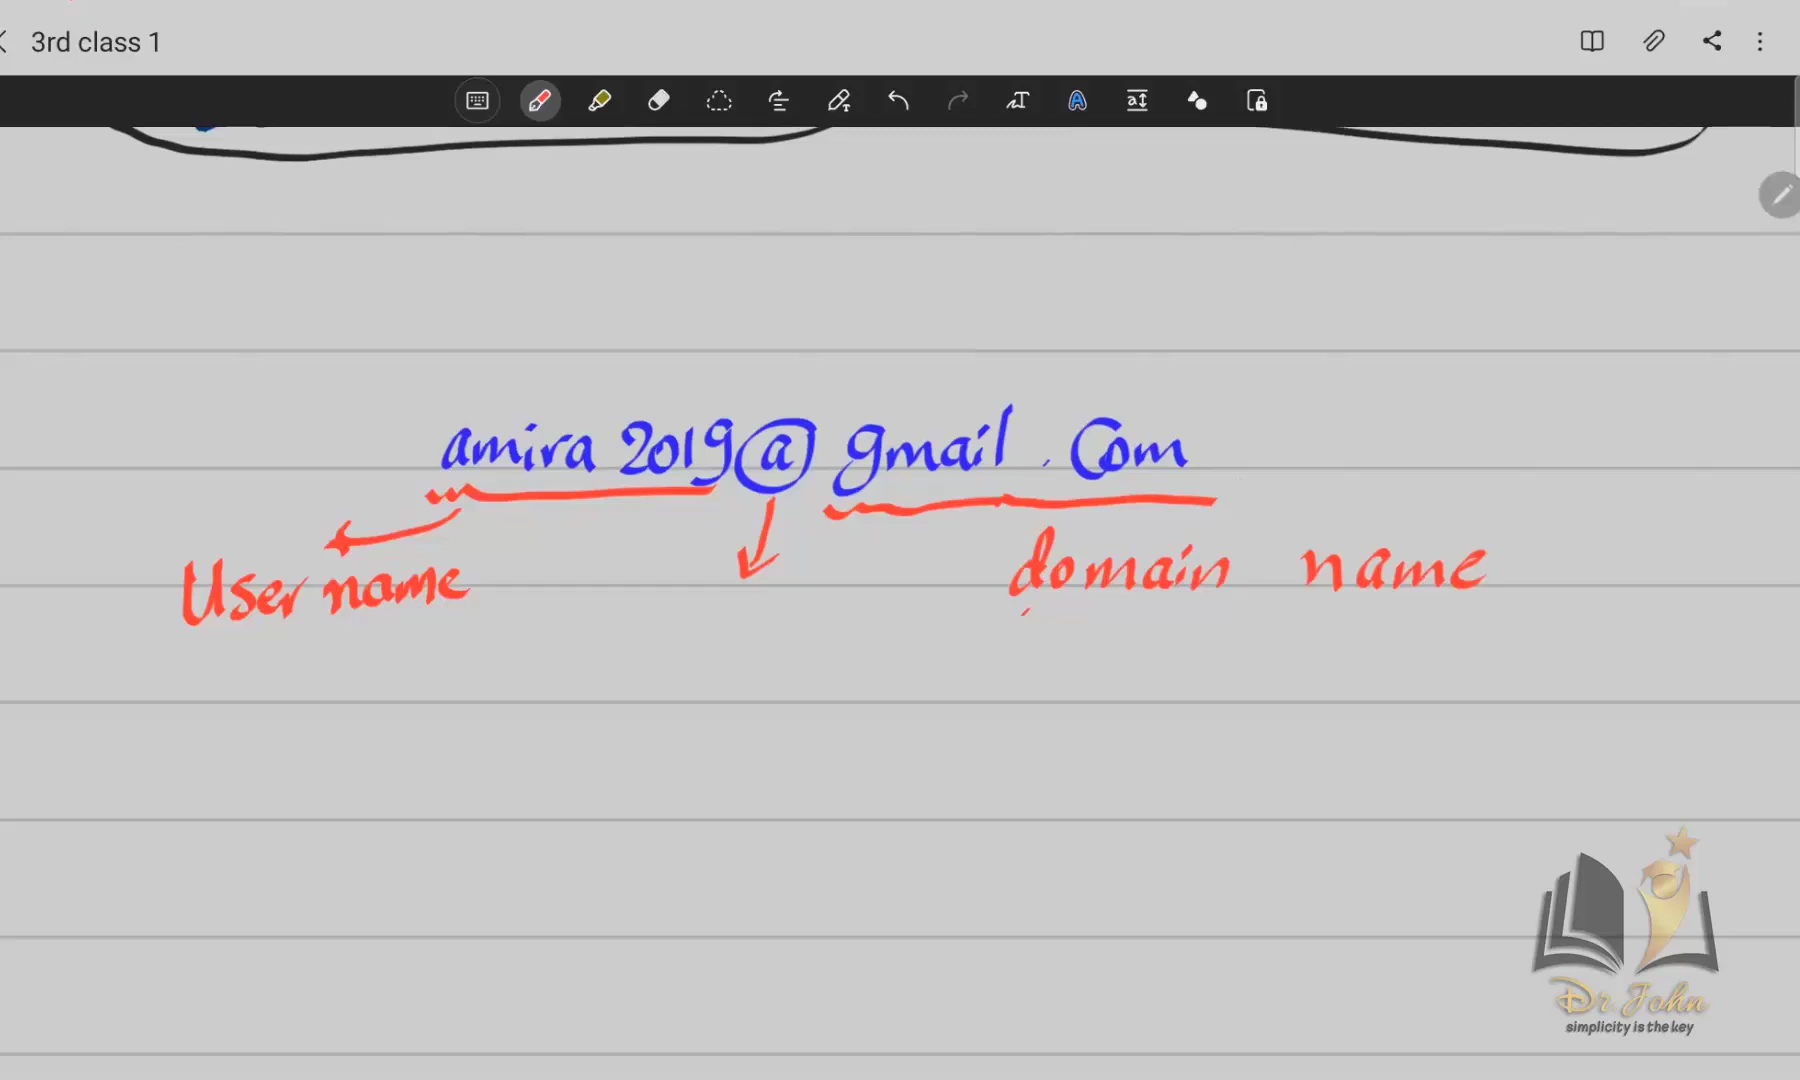 3rd class 1
amira 2019@gmail.Com
User name
domain name
Dr. John
simplicity is the key